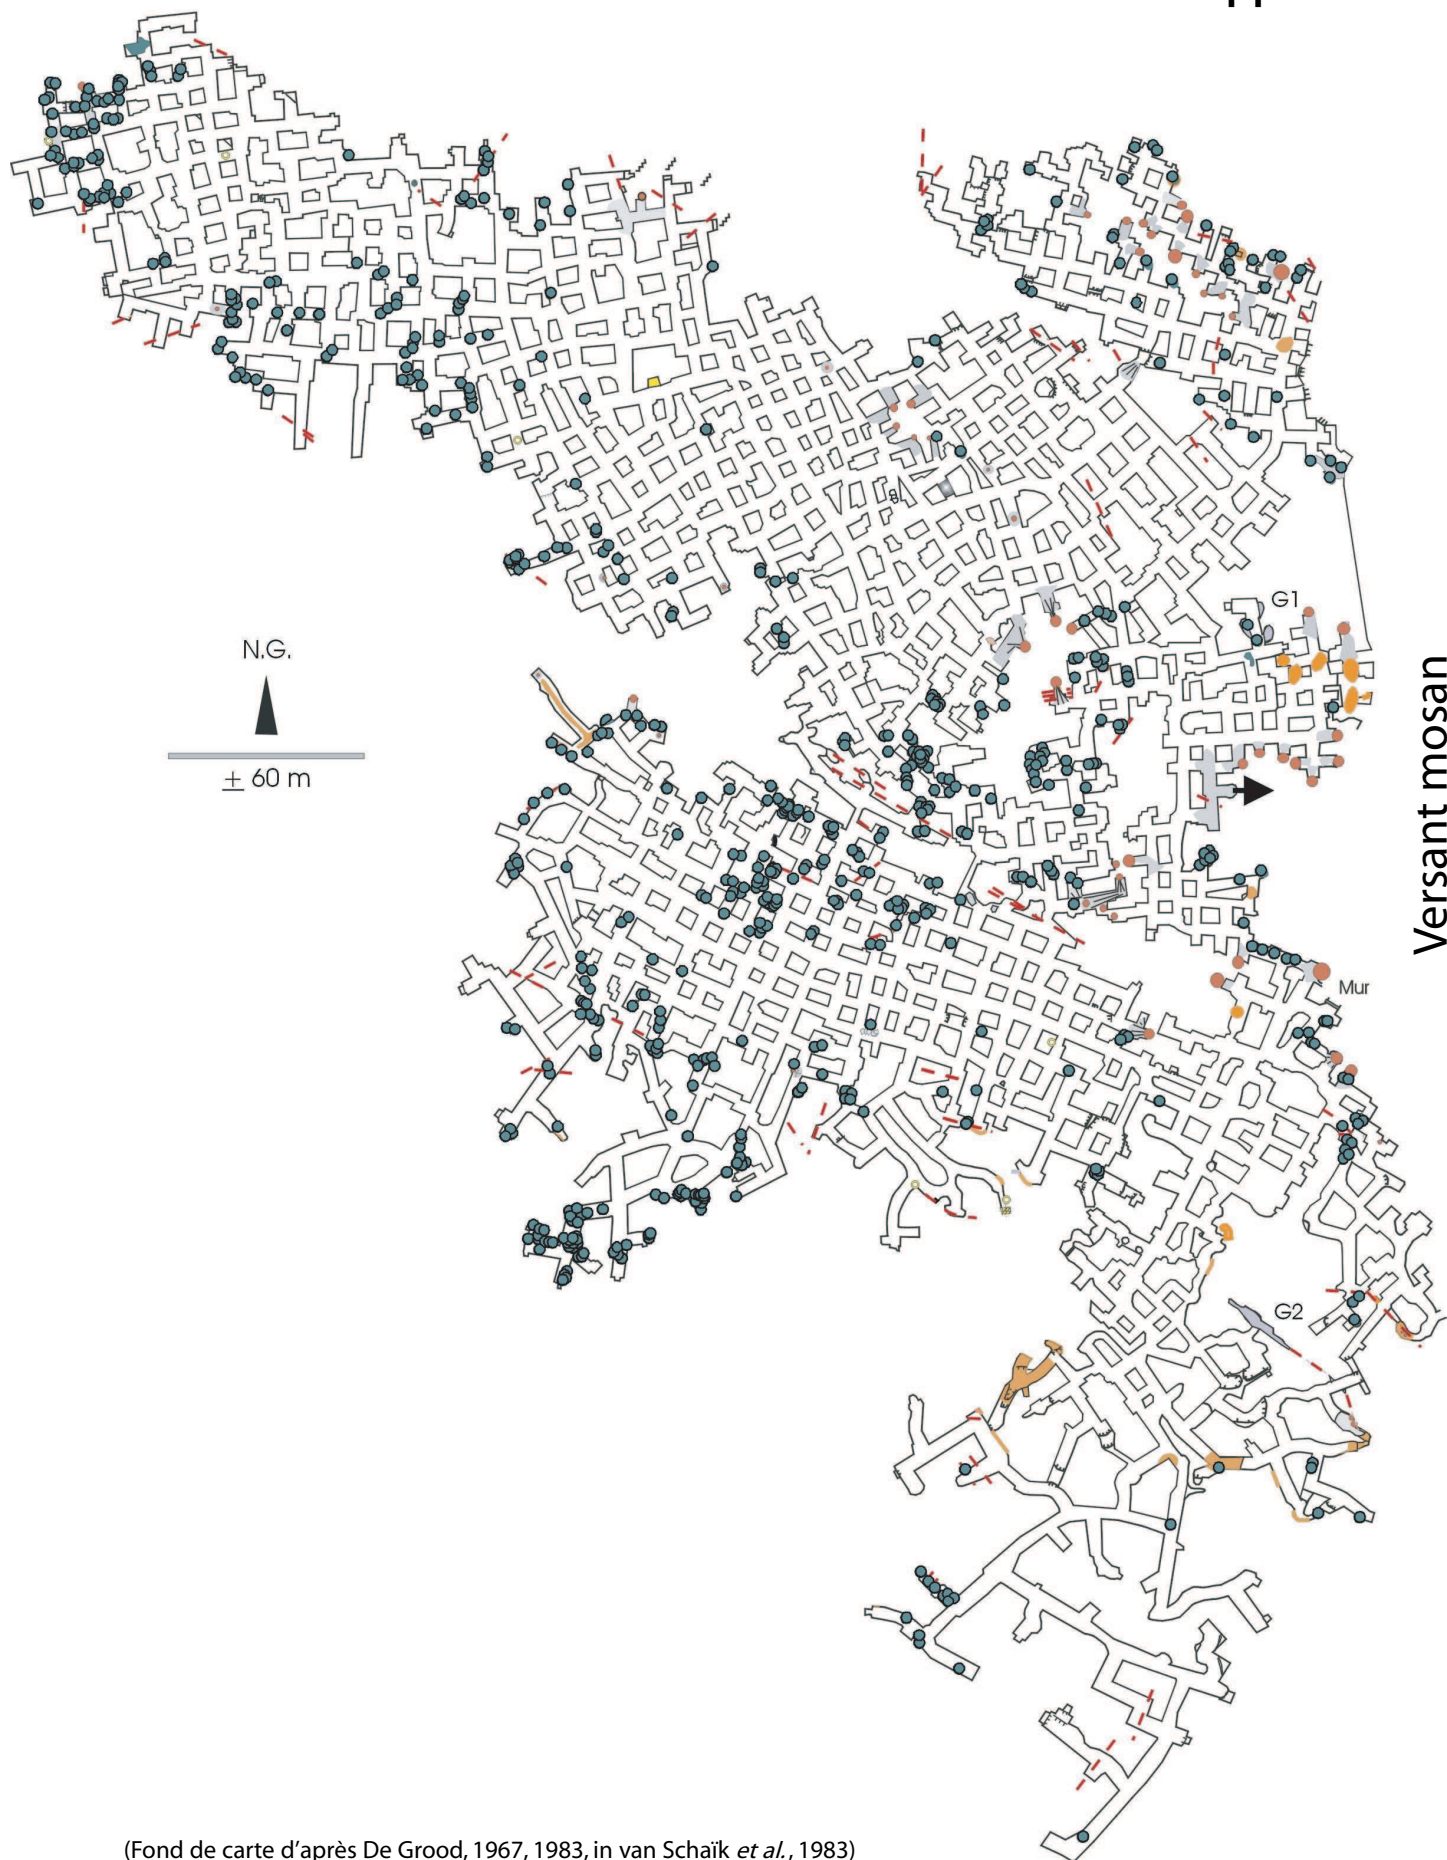 G1
N.G.
± 60 m
Versant mosan
Mur
G2
(Fond de carte d'après De Grood, 1967, 1983, in van Schaïk et al., 1983)